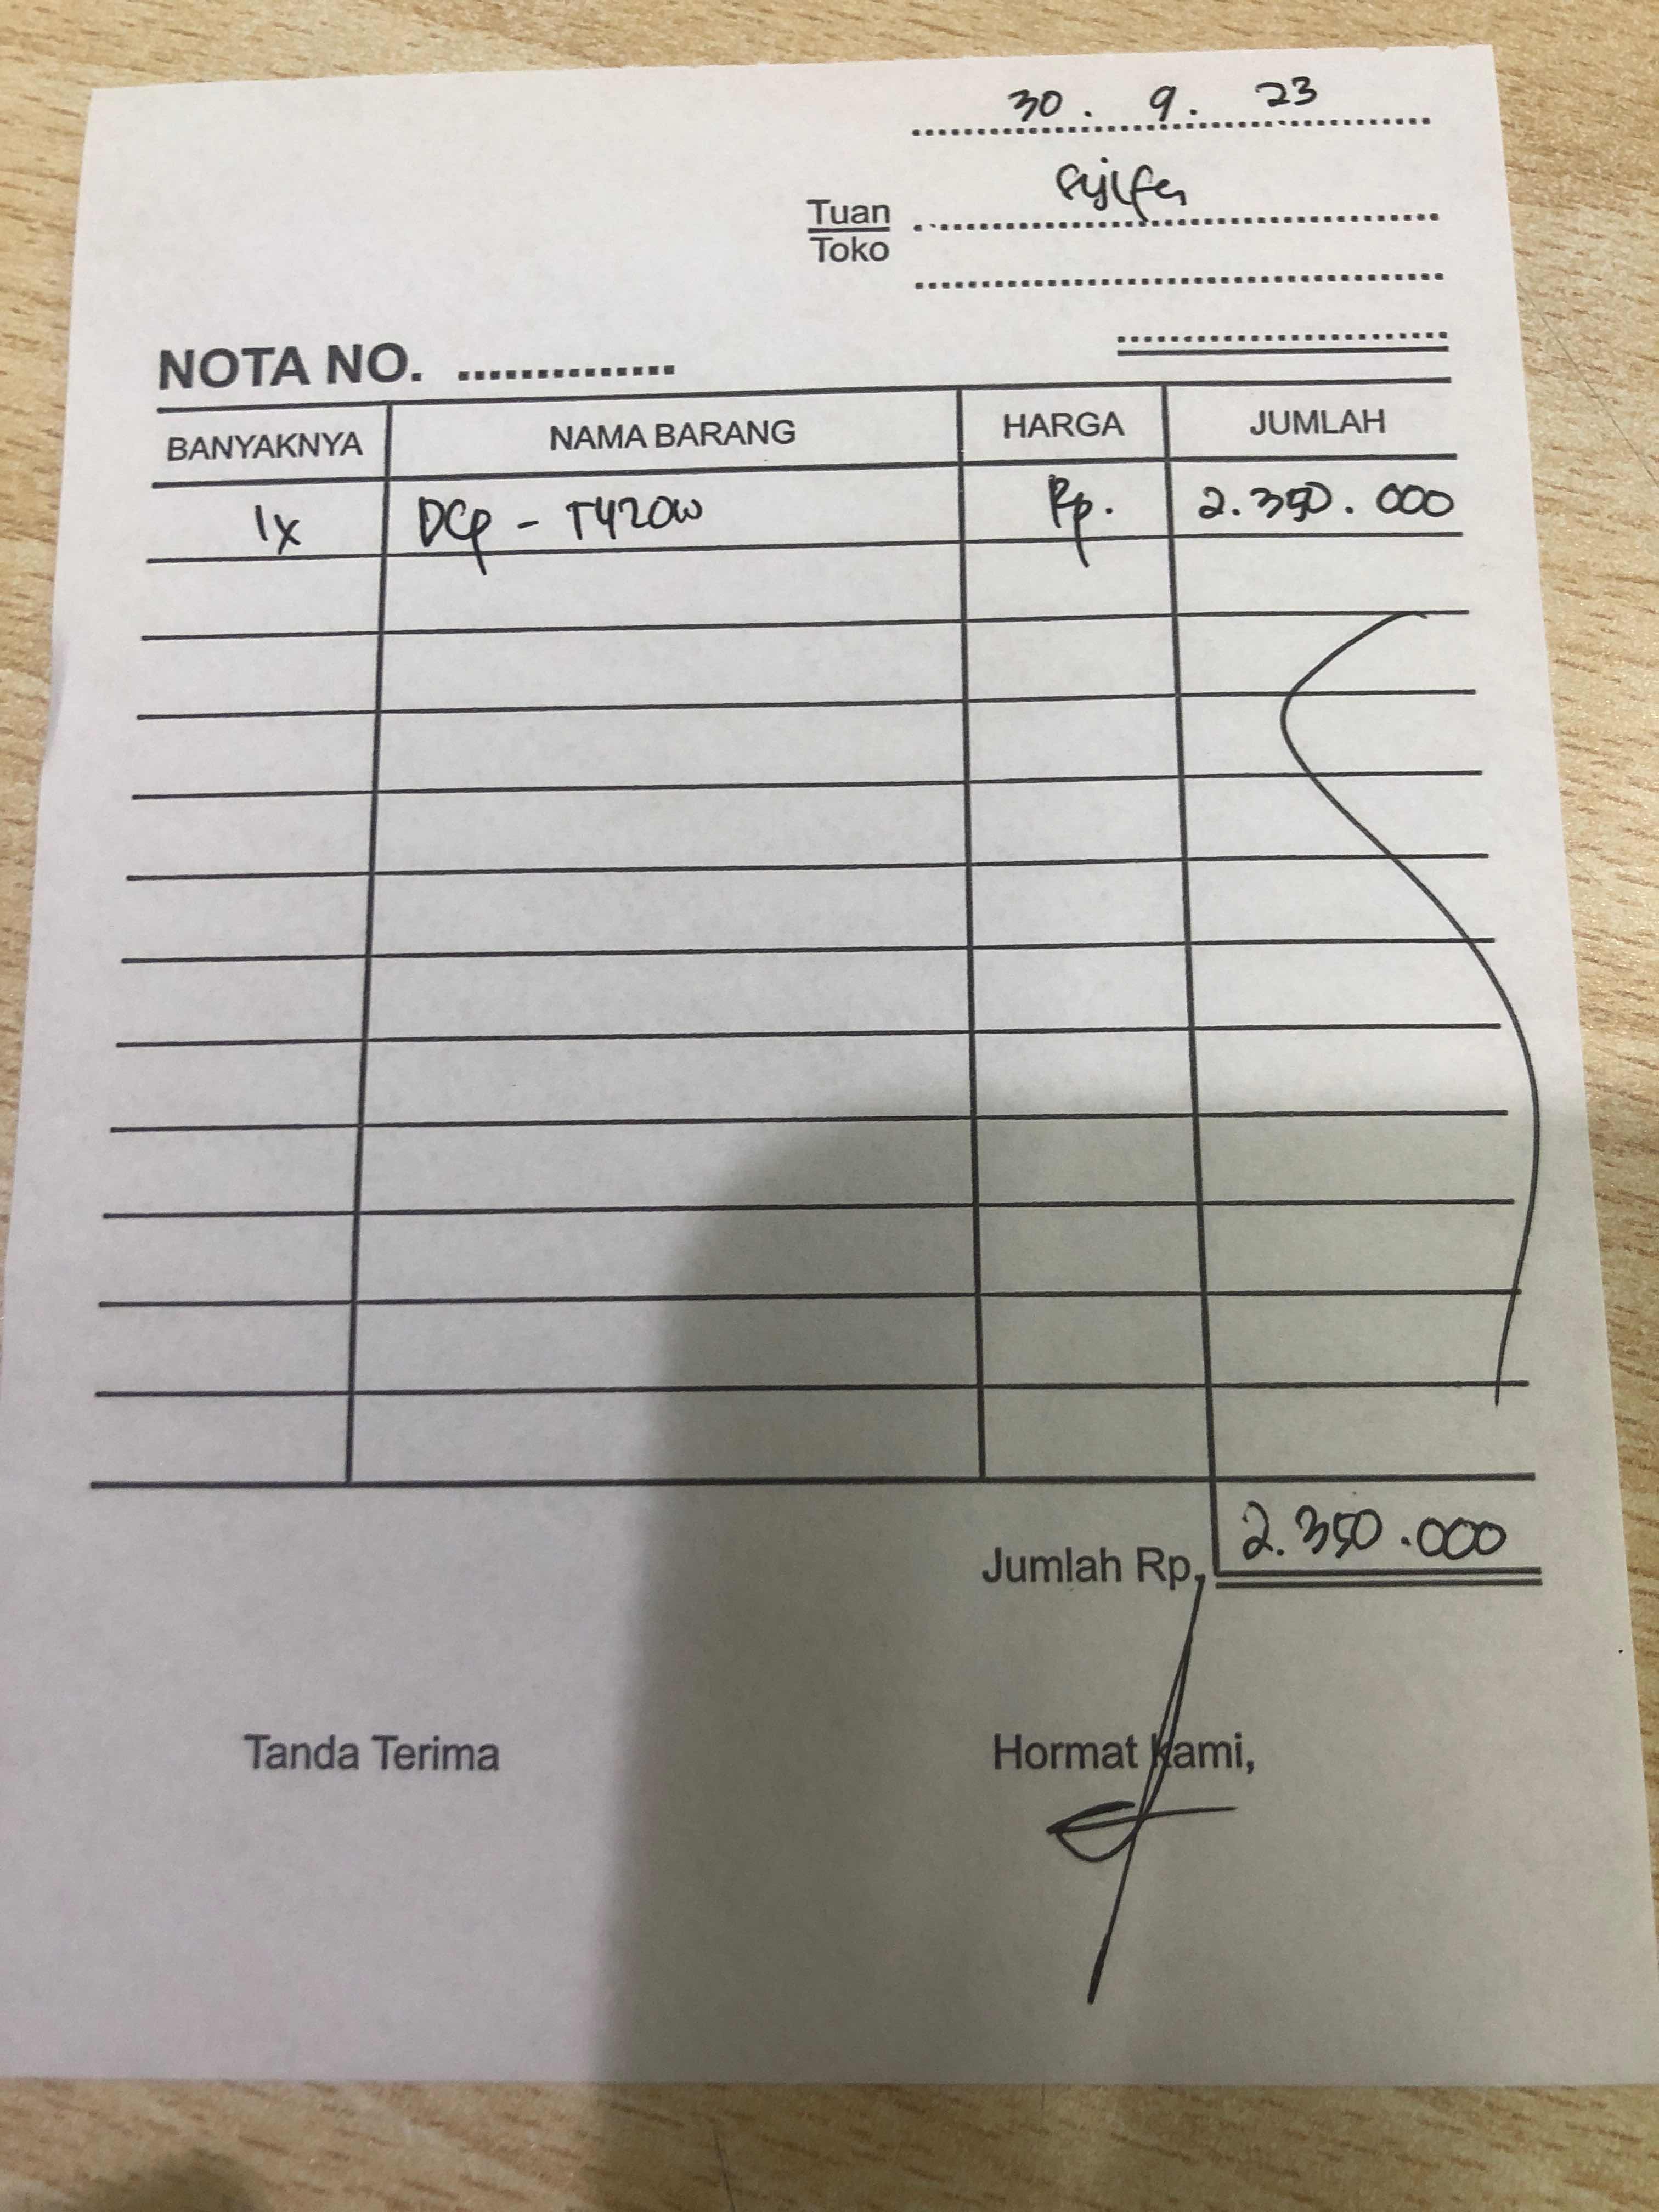 30 . 9. 23
Tuan
Toko
NOTA NO. ...............
BANYAKNYA NAMA BARANG HARGA JUMLAH
1x DCP - T420W Rp. 2.350.000
Jumlah Rp. 2.350.000
Tanda Terima Hormat Kami,